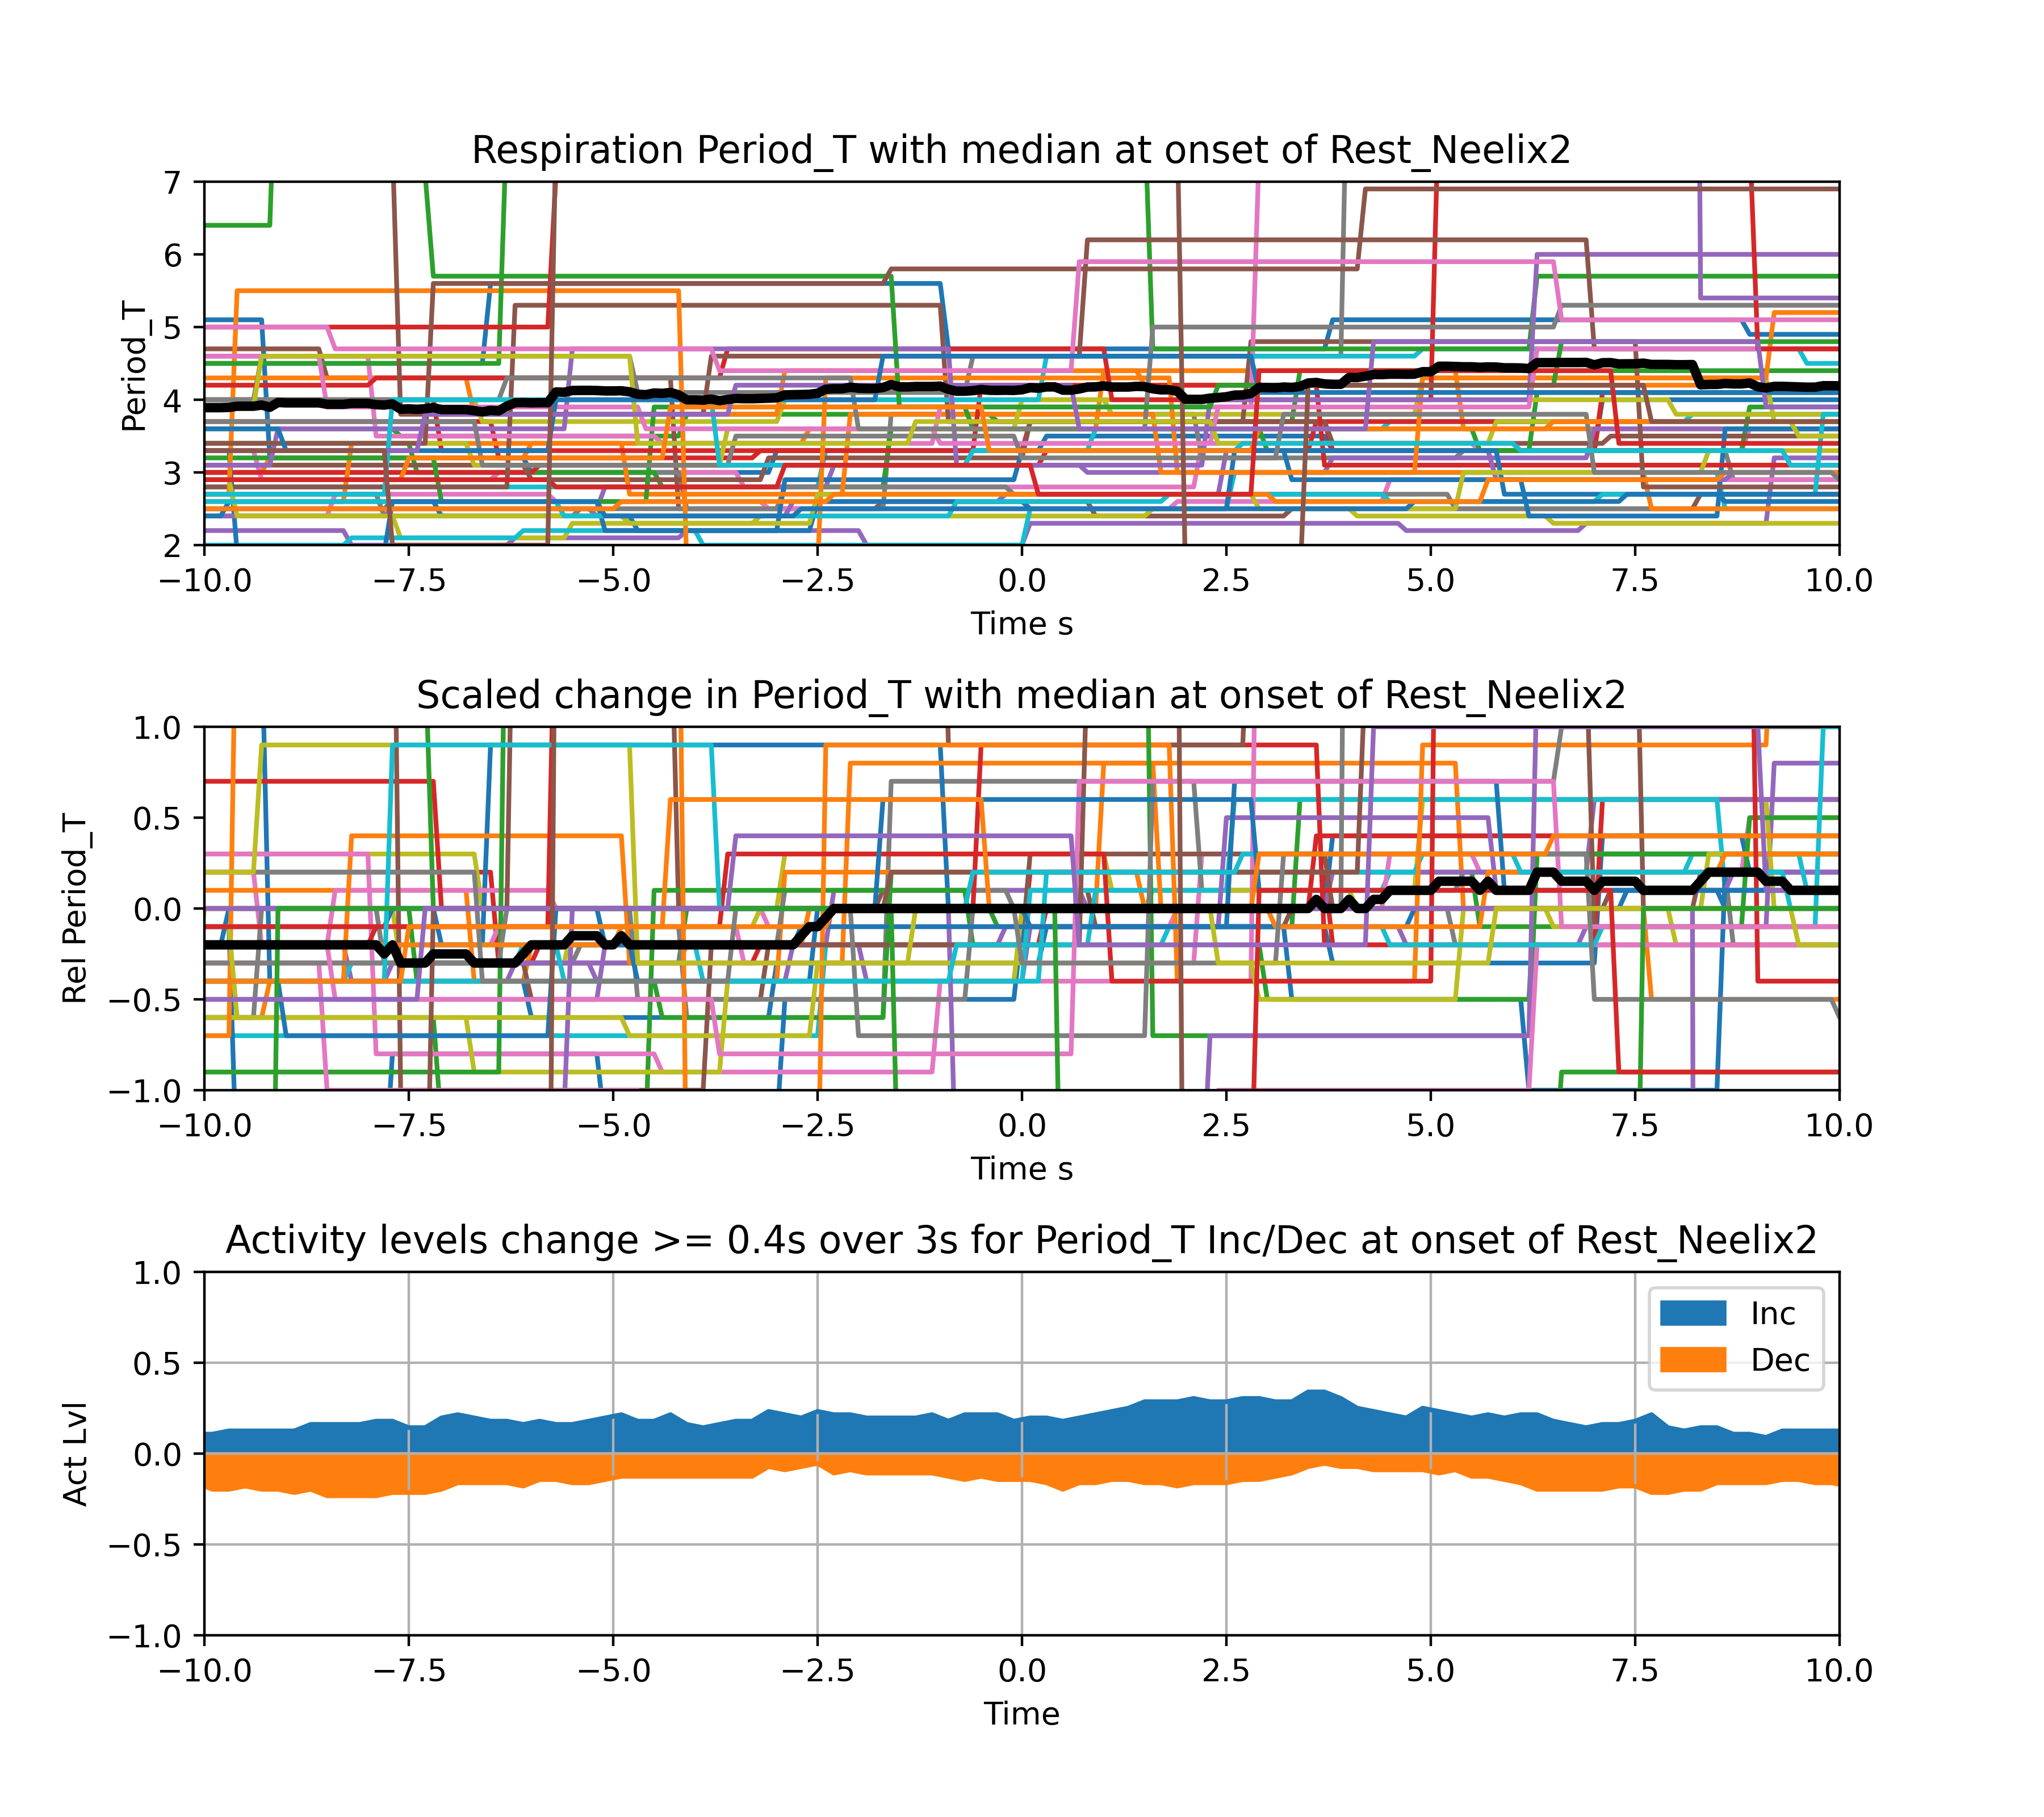 Respiration Period_T with median at onset of Rest_Neelix2
7
6
5
4
3
2
Period_T
−10.0 −7.5 −5.0 −2.5 0.0 2.5 5.0 7.5 10.0
Time s
Scaled change in Period_T with median at onset of Rest_Neelix2
1.0
0.5
0.0
−0.5
−1.0
Rel Period_T
−10.0 −7.5 −5.0 −2.5 0.0 2.5 5.0 7.5 10.0
Time s
Activity levels change >= 0.4s over 3s for Period_T Inc/Dec at onset of Rest_Neelix2
1.0
0.5
0.0
−0.5
−1.0
Act Lvl
Inc
Dec
−10.0 −7.5 −5.0 −2.5 0.0 2.5 5.0 7.5 10.0
Time